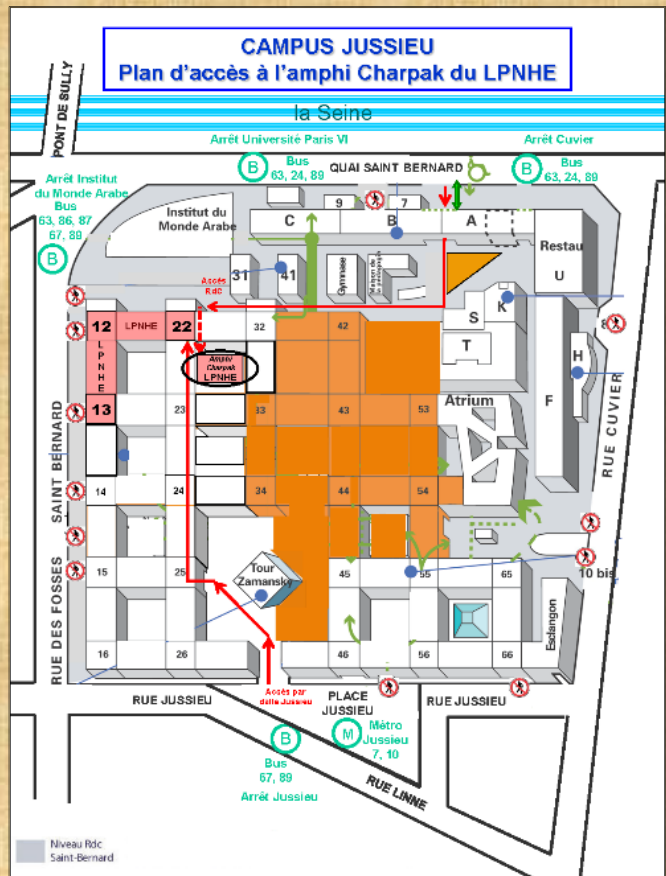 CAMPUS JUSSIEU
Plan d'accès à l'amphi Charpak du LPNHE
PONT DE SULLY
la Seine
Arrêt Université Paris VI
Arrêt Cuvier
B
Bus
63, 24, 89
QUAI SAINT BERNARD
B
Bus
63, 24, 89
Arrêt Institut
du Monde Arabe
Bus
63, 86, 87
67, 89
B
Institut du
Monde Arabe
9
7
C
B
A
Restau
U
31
41
Gymnase
Maison de
la pédagogie
Accès
RdC
K
S
T
H
F
12
LPNHE
22
32
42
LPNHE
Amphi
Charpak
LPNHE
13
23
33
43
53
Atrium
14
24
34
44
54
RUE CUVIER
RUE DES FOSSES SAINT BERNARD
15
25
Tour
Zamansky
45
55
65
10 bis
16
26
46
56
66
Esclangon
RUE JUSSIEU
Accès par
dalle Jussieu
PLACE
JUSSIEU
RUE JUSSIEU
B
Bus
67, 89
Arrêt Jussieu
M
Métro
Jussieu
7, 10
RUE LINNE
Niveau Rdc
Saint-Bernard